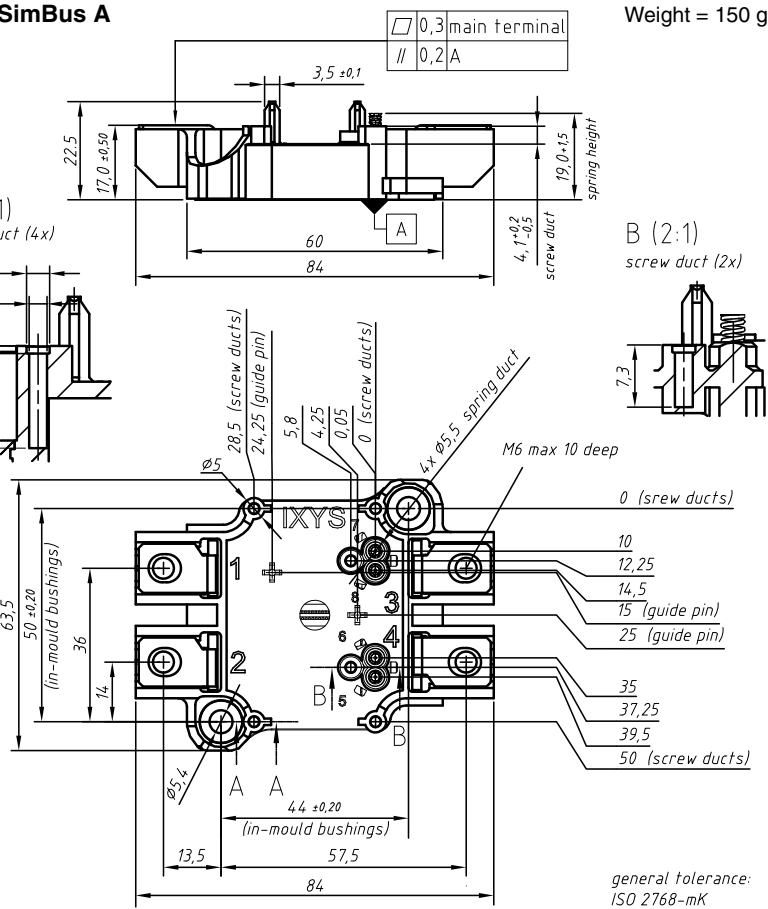 SimBus A
Weight = 150 g
0,3 main terminal
// 0,2 A
3,5 ±0,1
22.5
17,0 ±0,50
19,0+1,5
spring height
4,1+0,2 -0,5
screw duct
A
60
84
1)
uct (4x)
B (2:1)
screw duct (2x)
7,3
28,5 (screw ducts)
24,25 (guide pin)
5,8
4,25
0,05
0 (screw ducts)
4x Ø5,5 spring duct
M6 max 10 deep
Ø5
IXYS
7
0 (srew ducts)
10
12,25
14,5
15 (guide pin)
25 (guide pin)
1
8
3
63,5
50 ±0,20
(in-mould bushings)
36
14
2
6
4
5
B
B
35
37,25
39,5
50 (screw ducts)
Ø5,4
A
A
44 ±0,20
(in-mould bushings)
13,5
57,5
84
general tolerance:
ISO 2768-mK